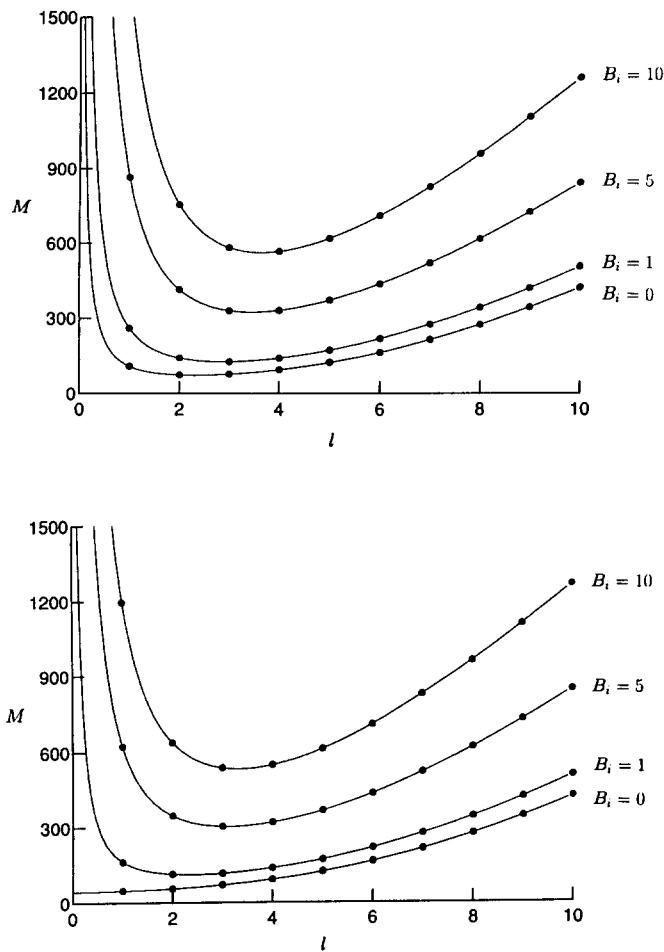 1500
1200
900
600
300
0
M
0
2
4
6
8
10
l
B_i = 10
B_i = 5
B_i = 1
B_i = 0
1500
1200
900
600
300
0
M
0
2
4
6
8
10
l
B_i = 10
B_i = 5
B_i = 1
B_i = 0